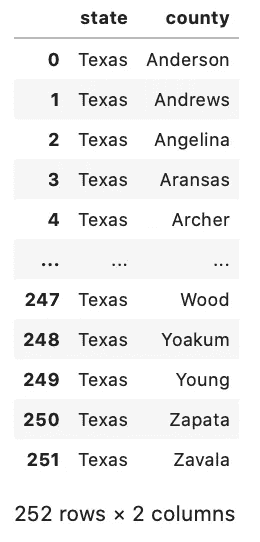 state county
0 Texas Anderson
1 Texas Andrews
2 Texas Angelina
3 Texas Aransas
4 Texas Archer
... ... ...
247 Texas Wood
248 Texas Yoakum
249 Texas Young
250 Texas Zapata
251 Texas Zavala
252 rows × 2 columns